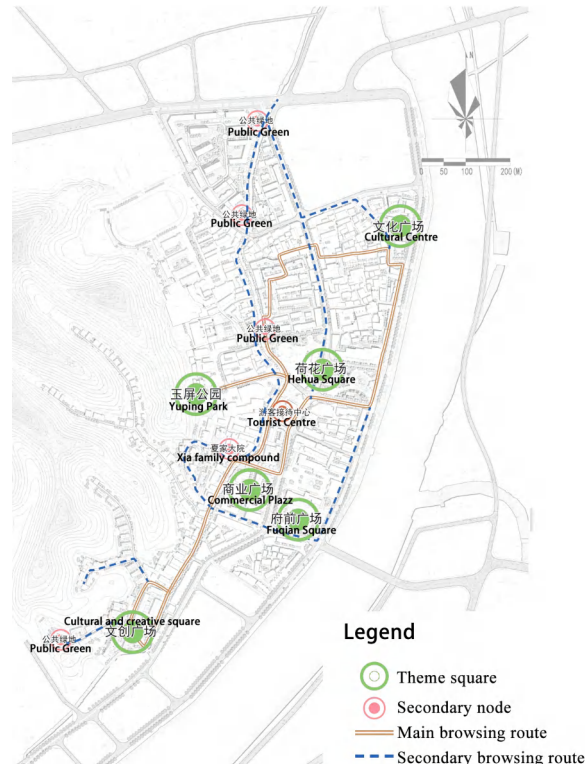 公共绿地
Public Green
N
0 50 100 200 (M)
公共绿地
Public Green
文化广场
Cultural Centre
公共绿地
Public Green
荷花广场
Hehua Square
玉屏公园
Yuping Park
游客接待中心
Tourist Centre
夏家大院
Xia family compound
商业广场
Commercial Plazz
府前广场
Fuqian Square
Cultural and creative square
文创广场
公共绿地
Public Green
Legend
Theme square
Secondary node
Main browsing route
Secondary browsing route